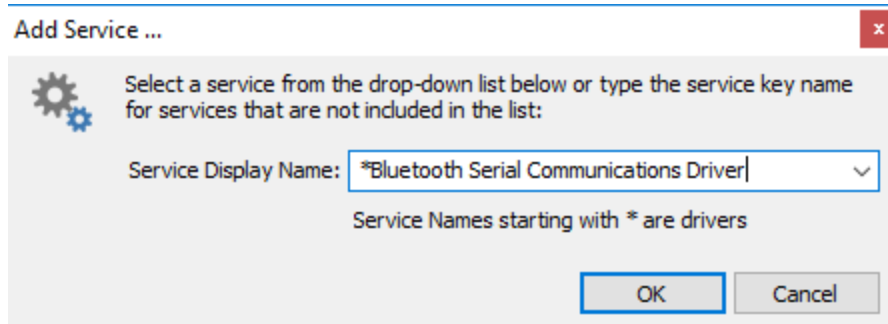 Add Service ...
x
Select a service from the drop-down list below or type the service key name
for services that are not included in the list:
Service Display Name: *Bluetooth Serial Communications Driver
Service Names starting with * are drivers
OK Cancel